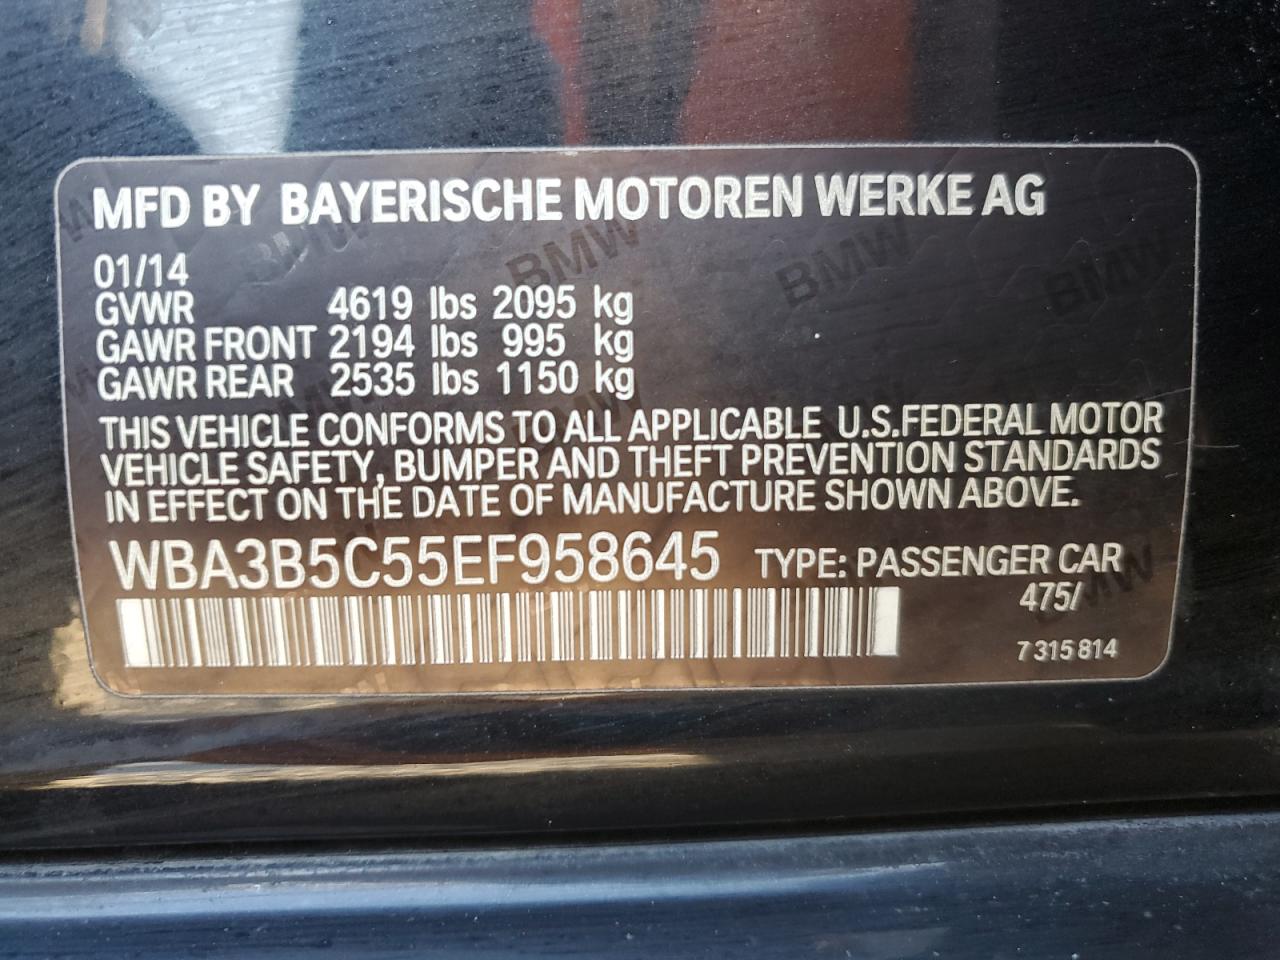 MFD BY BAYERISCHE MOTOREN WERKE AG
01/14
GVWR 4619 lbs 2095 kg
GAWR FRONT 2194 lbs 995 kg
GAWR REAR 2535 lbs 1150 kg
THIS VEHICLE CONFORMS TO ALL APPLICABLE U.S.FEDERAL MOTOR
VEHICLE SAFETY, BUMPER AND THEFT PREVENTION STANDARDS
IN EFFECT ON THE DATE OF MANUFACTURE SHOWN ABOVE.
WBA3B5C55EF958645 TYPE: PASSENGER CAR
475/
7 315 814